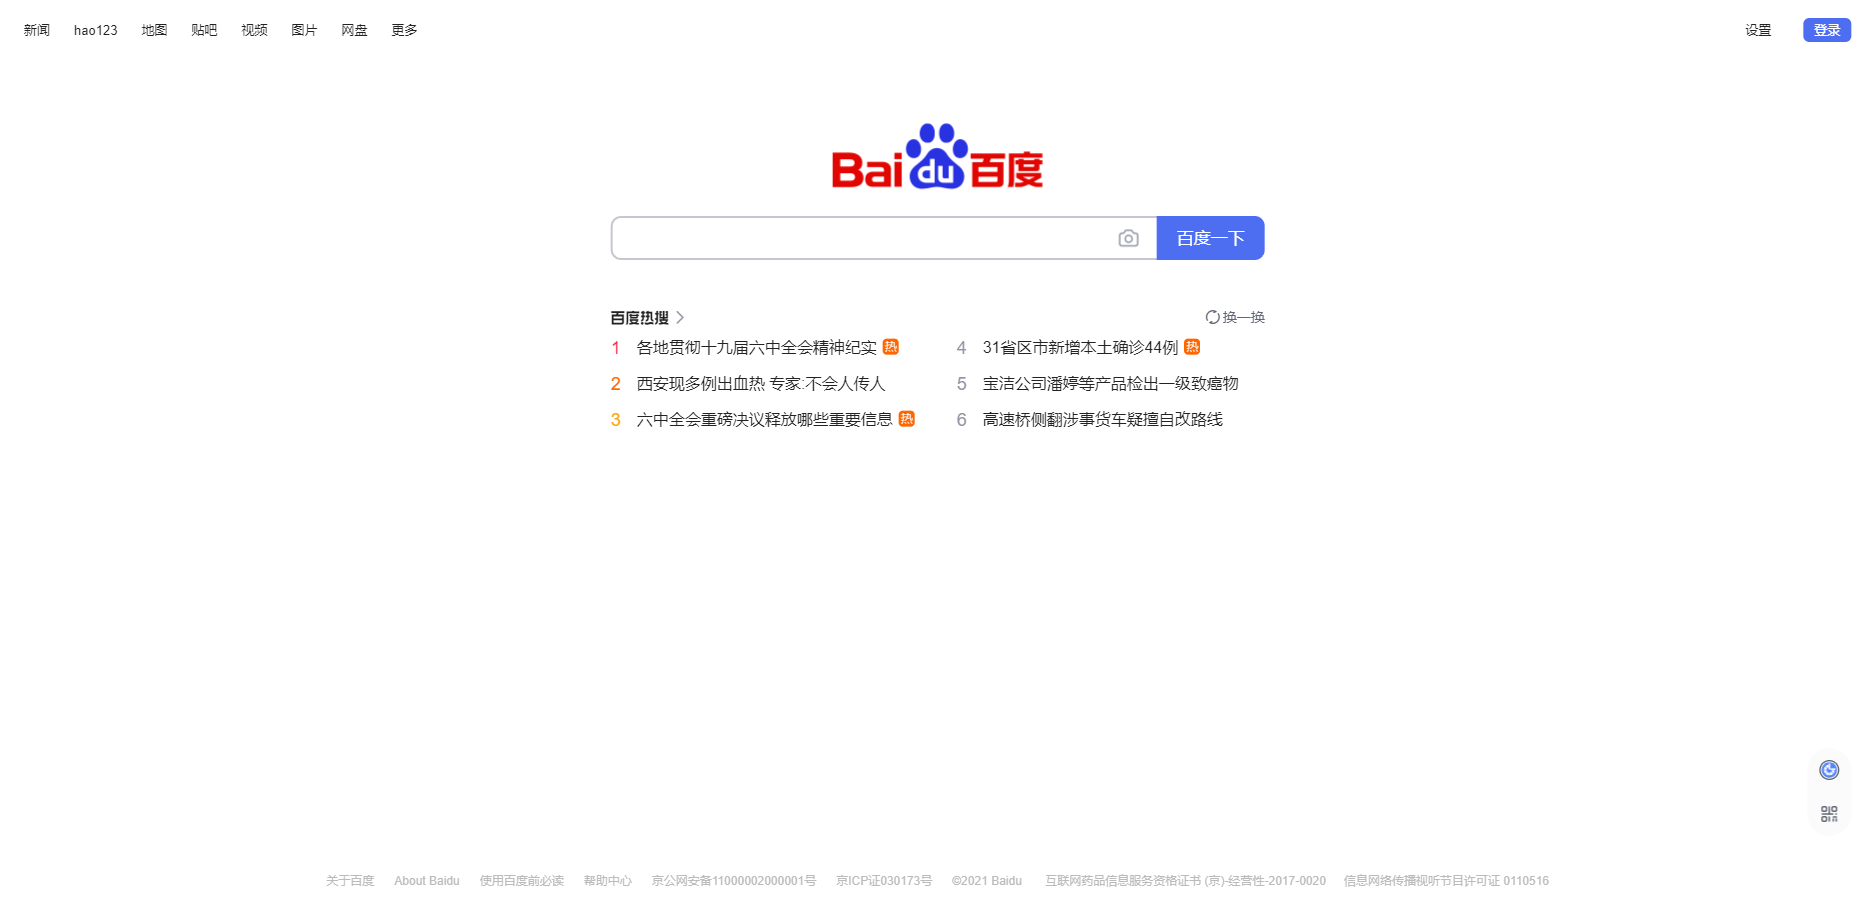 新闻 hao123 地图 贴吧 视频 图片 网盘 更多 设置 登录
Bai du 百度
百度一下
百度热搜 换一换
1 各地贯彻十九届六中全会精神纪实 热
4 31省区市新增本土确诊44例 热
2 西安现多例出血热 专家:不会人传人
5 宝洁公司潘婷等产品检出一级致癌物
3 六中全会重磅决议释放哪些重要信息 热
6 高速桥侧翻涉事货车疑擅自改路线
关于百度 About Baidu 使用百度前必读 帮助中心 京公网安备11000002000001号 京ICP证030173号 ©2021 Baidu 互联网药品信息服务资格证书 (京)-经营性-2017-0020 信息网络传播视听节目许可证 0110516